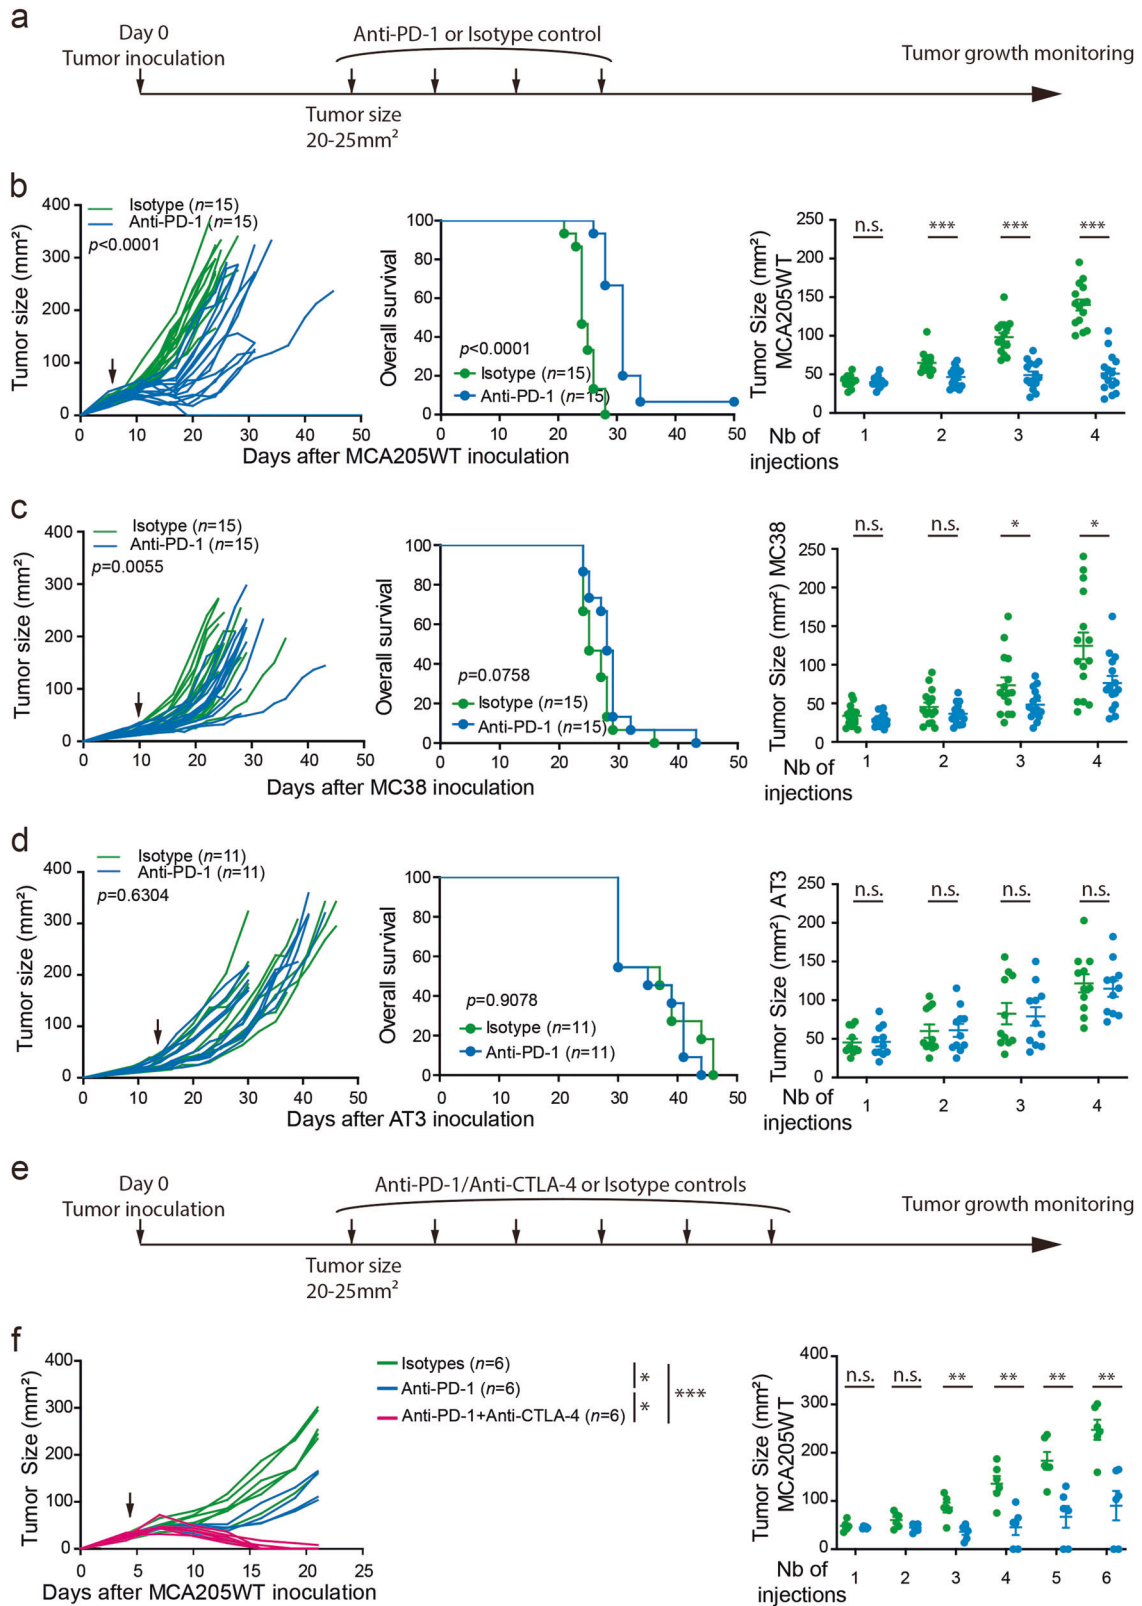 a
Day 0
Tumor inoculation
Anti-PD-1 or Isotype control
Tumor growth monitoring
Tumor size
20-25mm²
b
Tumor size (mm²)
400
300
200
100
0
Isotype (n=15)
Anti-PD-1 (n=15)
p<0.0001
0 10 20 30 40 50
Overall survival
100
80
60
40
20
0
p<0.0001
Isotype (n=15)
Anti-PD-1 (n=15)
0 10 20 30 40 50
Days after MCA205WT inoculation
Tumor Size (mm²)
MCA205WT
250
200
150
100
50
0
n.s. *** *** ***
Nb of
injections
1 2 3 4
c
Tumor size (mm²)
400
300
200
100
0
Isotype (n=15)
Anti-PD-1 (n=15)
p=0.0055
0 10 20 30 40 50
Overall survival
100
80
60
40
20
0
p=0.0758
Isotype (n=15)
Anti-PD-1 (n=15)
0 10 20 30 40 50
Days after MC38 inoculation
Tumor Size (mm²) MC38
250
200
150
100
50
0
n.s. n.s. * *
Nb of
injections
1 2 3 4
d
Tumor size (mm²)
400
300
200
100
0
Isotype (n=11)
Anti-PD-1 (n=11)
p=0.6304
0 10 20 30 40 50
Overall survival
100
80
60
40
20
0
p=0.9078
Isotype (n=11)
Anti-PD-1 (n=11)
0 10 20 30 40 50
Days after AT3 inoculation
Tumor Size (mm²) AT3
250
200
150
100
50
0
n.s. n.s. n.s. n.s.
Nb of
injections
1 2 3 4
e
Day 0
Tumor inoculation
Anti-PD-1/Anti-CTLA-4 or Isotype controls
Tumor growth monitoring
Tumor size
20-25mm²
f
Tumor Size (mm²)
400
300
200
100
0
0 5 10 15 20 25
Days after MCA205WT inoculation
Isotypes (n=6)
Anti-PD-1 (n=6)
Anti-PD-1+Anti-CTLA-4 (n=6)
*
*
***
Tumor Size (mm²)
MCA205WT
400
300
200
100
0
n.s. n.s. ** ** ** **
Nb of
injections
1 2 3 4 5 6